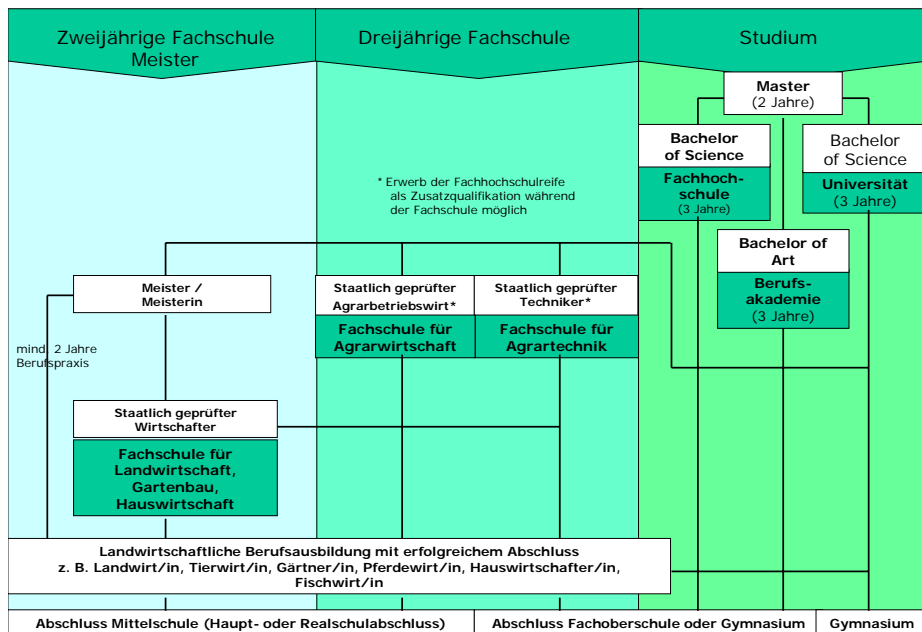 Zweijährige Fachschule
Meister
Dreijährige Fachschule
Studium
Master
(2 Jahre)
Bachelor
of Science
Fachhoch-
schule
(3 Jahre)
Bachelor
of Science
Universität
(3 Jahre)
* Erwerb der Fachhochschulreife
als Zusatzqualifikation während
der Fachschule möglich
Bachelor of
Art
Berufs-
akademie
(3 Jahre)
Meister /
Meisterin
Staatlich geprüfter
Agrarbetriebswirt*
Fachschule für
Agrarwirtschaft
Staatlich geprüfter
Techniker*
Fachschule für
Agrartechnik
mind. 2 Jahre
Berufspraxis
Staatlich geprüfter
Wirtschafter
Fachschule für
Landwirtschaft,
Gartenbau,
Hauswirtschaft
Landwirtschaftliche Berufsausbildung mit erfolgreichem Abschluss
z. B. Landwirt/in, Tierwirt/in, Gärtner/in, Pferdewirt/in, Hauswirtschafter/in,
Fischwirt/in
Abschluss Mittelschule (Haupt- oder Realschulabschluss)
Abschluss Fachoberschule oder Gymnasium
Gymnasium